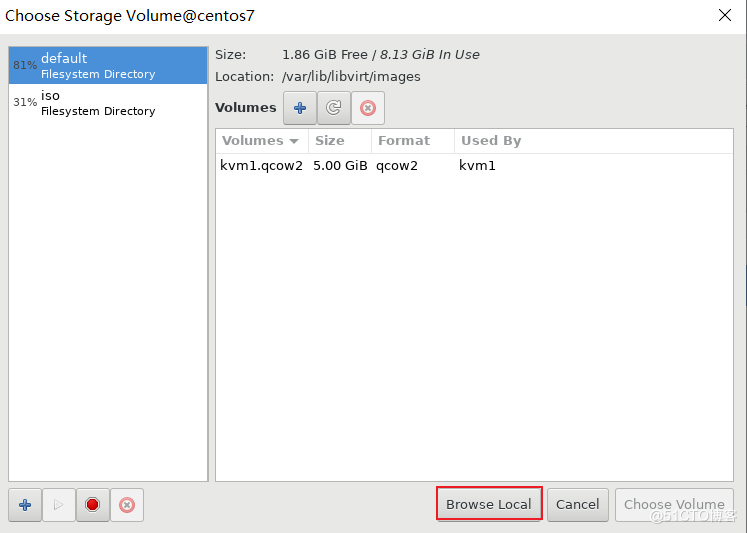 Choose Storage Volume@centos7
81% default
Filesystem Directory
31% iso
Filesystem Directory
Size: 1.86 GiB Free / 8.13 GiB In Use
Location: /var/lib/libvirt/images
Volumes
Volumes Size Format Used By
kvm1.qcow2 5.00 GiB qcow2 kvm1
Browse Local Cancel Choose Volume
@51CTO博客